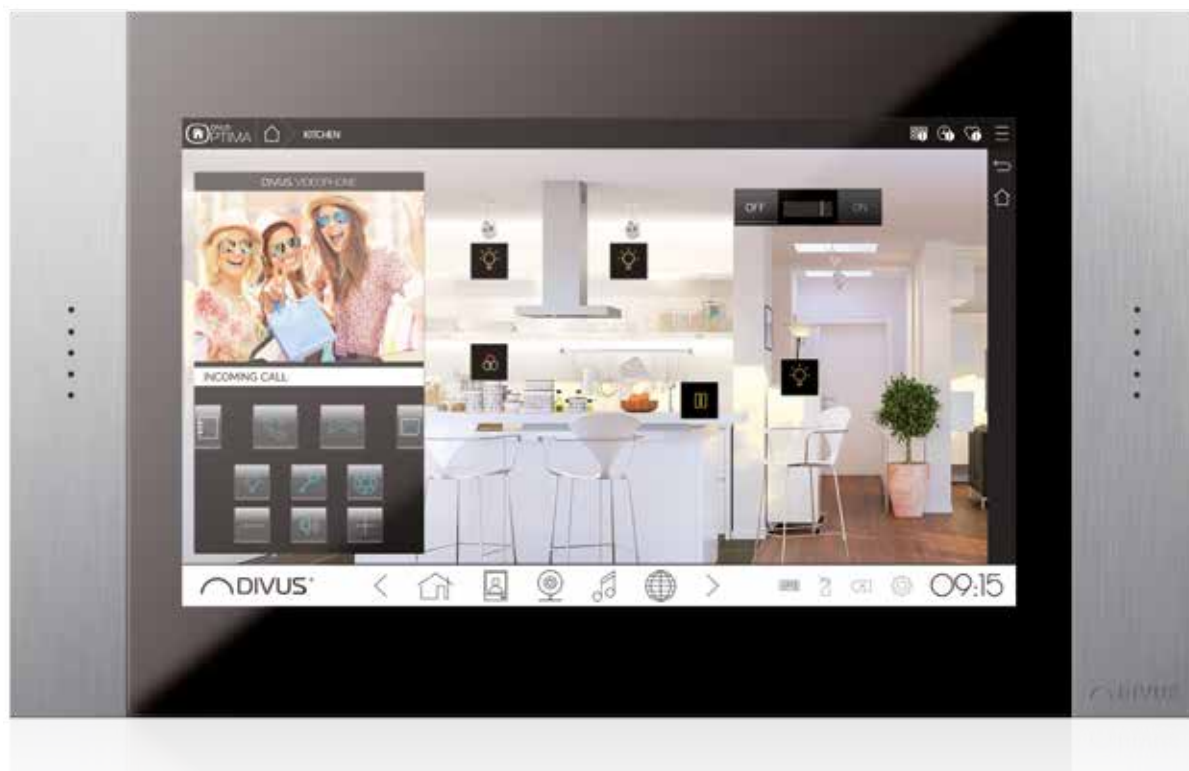 DIVUS
OPTIMA
KITCHEN
DIVUS VIDEOPHONE
OFF
ON
INCOMING CALL
DIVUS
09:15
DIVUS